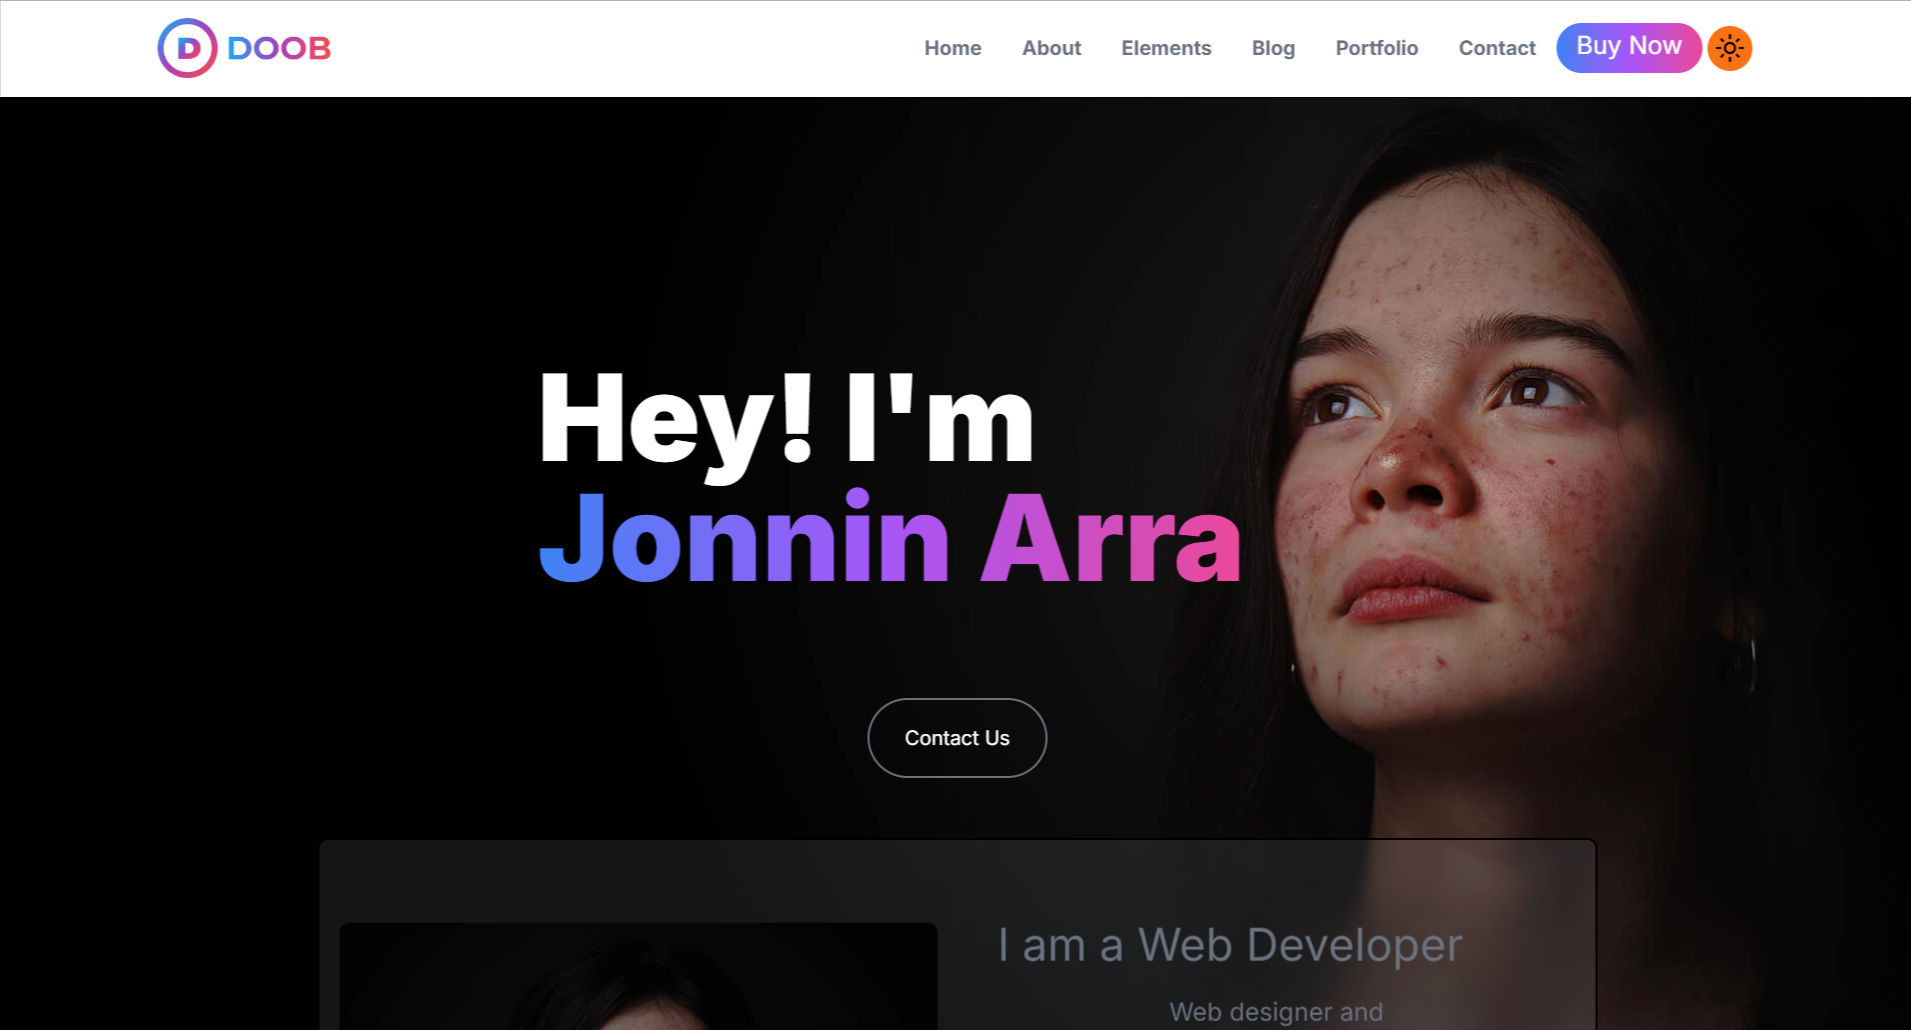 D DOOB
Home About Elements Blog Portfolio Contact Buy Now
Hey! I'm
Jonnin Arra
Contact Us
I am a Web Developer
Web designer and